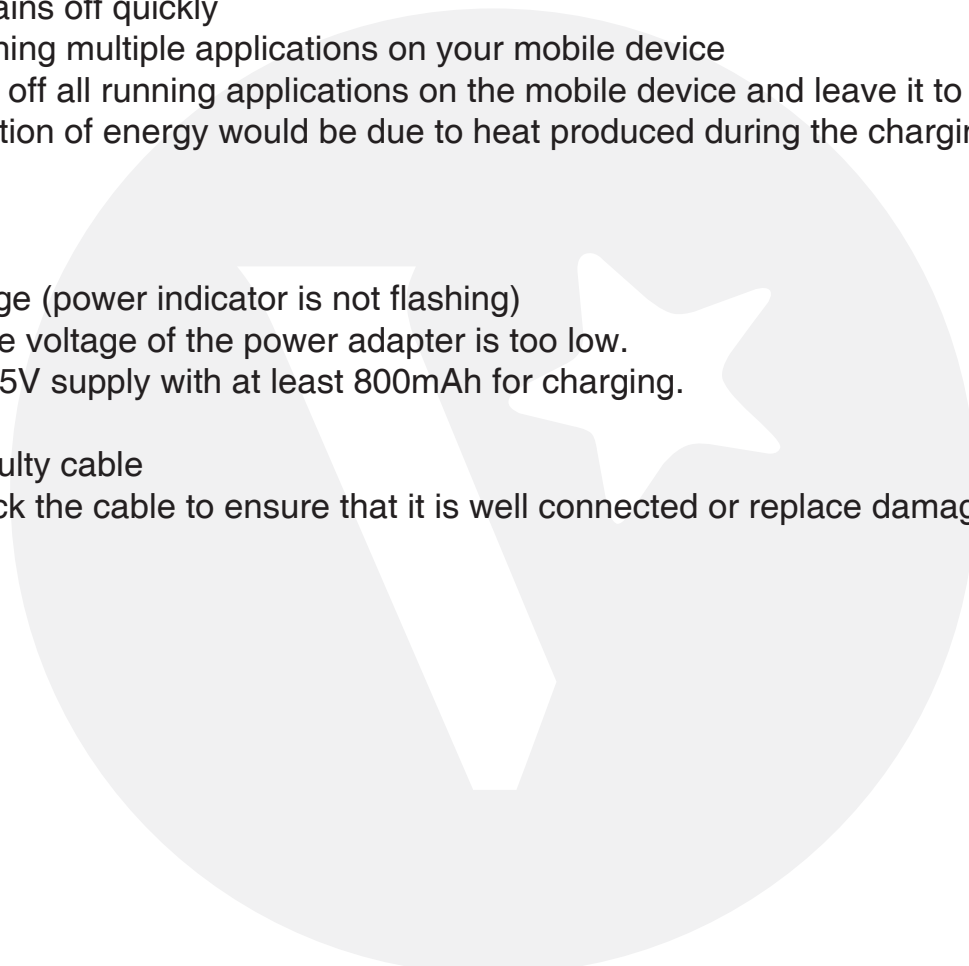 ains off quickly
ning multiple applications on your mobile device
off all running applications on the mobile device and leave it to
tion of energy would be due to heat produced during the chargin
ge (power indicator is not flashing)
e voltage of the power adapter is too low.
5V supply with at least 800mAh for charging.
ulty cable
ck the cable to ensure that it is well connected or replace damag